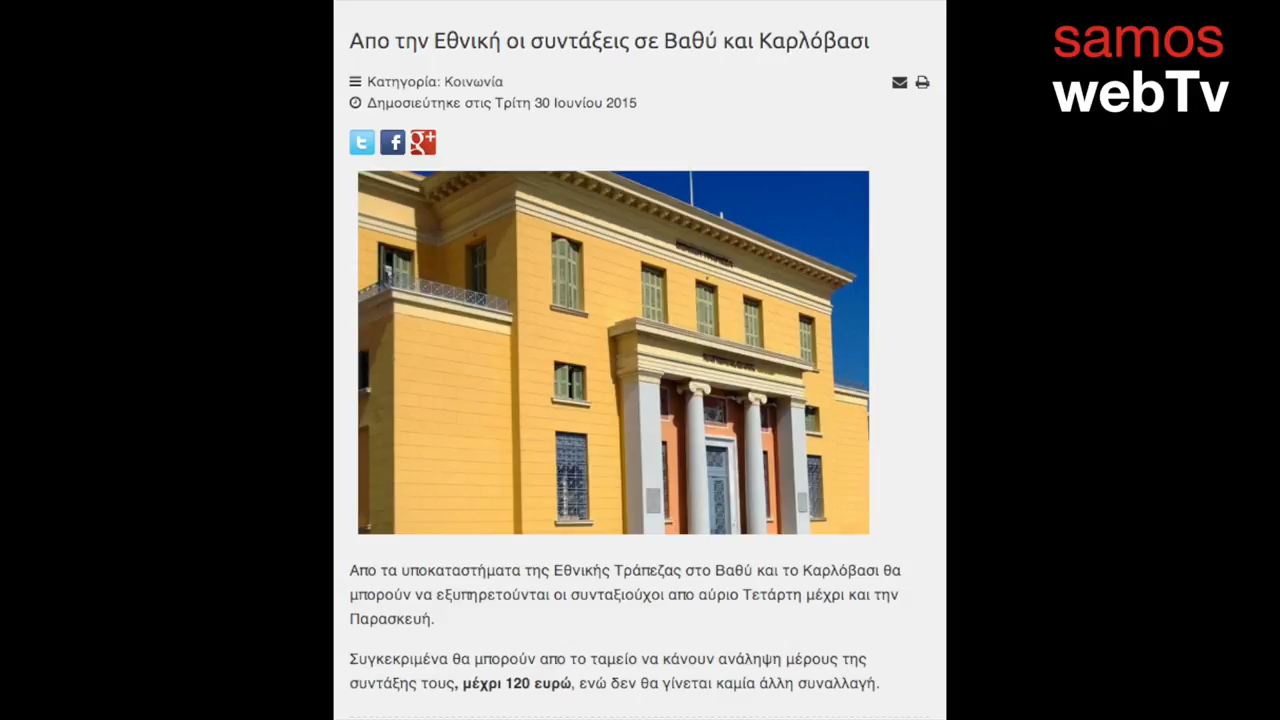 Απο την Εθνική οι συντάξεις σε Βαθύ και Καρλόβασι
Κατηγορία: Κοινωνία
Δημοσιεύτηκε στις Τρίτη 30 Ιουνίου 2015
samos
webTv
Απο τα υποκαταστήματα της Εθνικής Τράπεζας στο Βαθύ και το Καρλόβασι θα
μπορούν να εξυπηρετούνται οι συνταξιούχοι απο αύριο Τετάρτη μέχρι και την
Παρασκευή.
Συγκεκριμένα θα μπορούν απο το ταμείο να κάνουν ανάληψη μέρους της
συντάξης τους, μέχρι 120 ευρώ, ενώ δεν θα γίνεται καμία άλλη συναλλαγή.